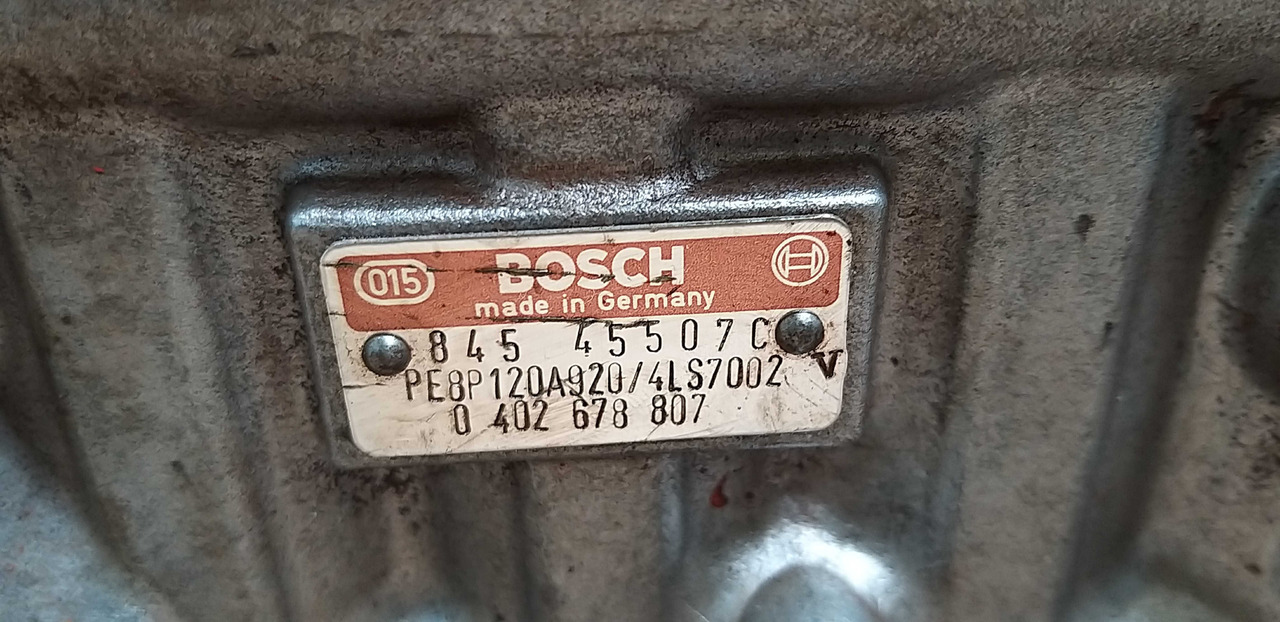 015 BOSCH
made in Germany
845 45507C
V
PE8P120A920/4LS7002
0 402 678 807